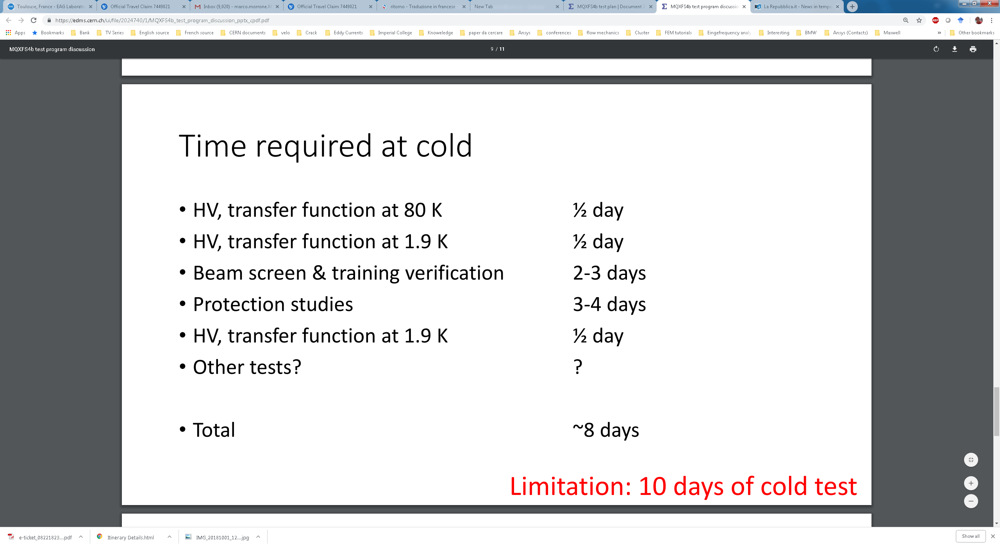 Toulouse, France - EAG Laborato
Official Travel Claim 7449021
Inbox (9,020) - marco.morrone.0
Official Travel Claim 7449021
ritorno - Traduzione in francese -
New Tab
MQXFS4b test plan | Document 2
MQXFS4b test program discussio
La Repubblica.it - News in tempo
https://edms.cern.ch/ui/file/2024740/1/MQXFS4b_test_program_discussion_pptx_cpdf.pdf
ABP
Apps Bookmarks Bank TV Series English source French source CERN documents velo Crack Eddy Currents Imperial College Knoweledge paper da cercare Ansys conferences flow mechanics Cluster FEM tutorials Eingefrequency analy Interesting BMW Ansys (Contacts) Maxwell » Other bookmarks
MQXFS4b test program discussion 9 / 11
Time required at cold
• HV, transfer function at 80 K ½ day
• HV, transfer function at 1.9 K ½ day
• Beam screen & training verification 2-3 days
• Protection studies 3-4 days
• HV, transfer function at 1.9 K ½ day
• Other tests? ?
• Total ~8 days
Limitation: 10 days of cold test
e-ticket_08221823....pdf Itinerary Details.html IMG_20181001_12....jpg Show all